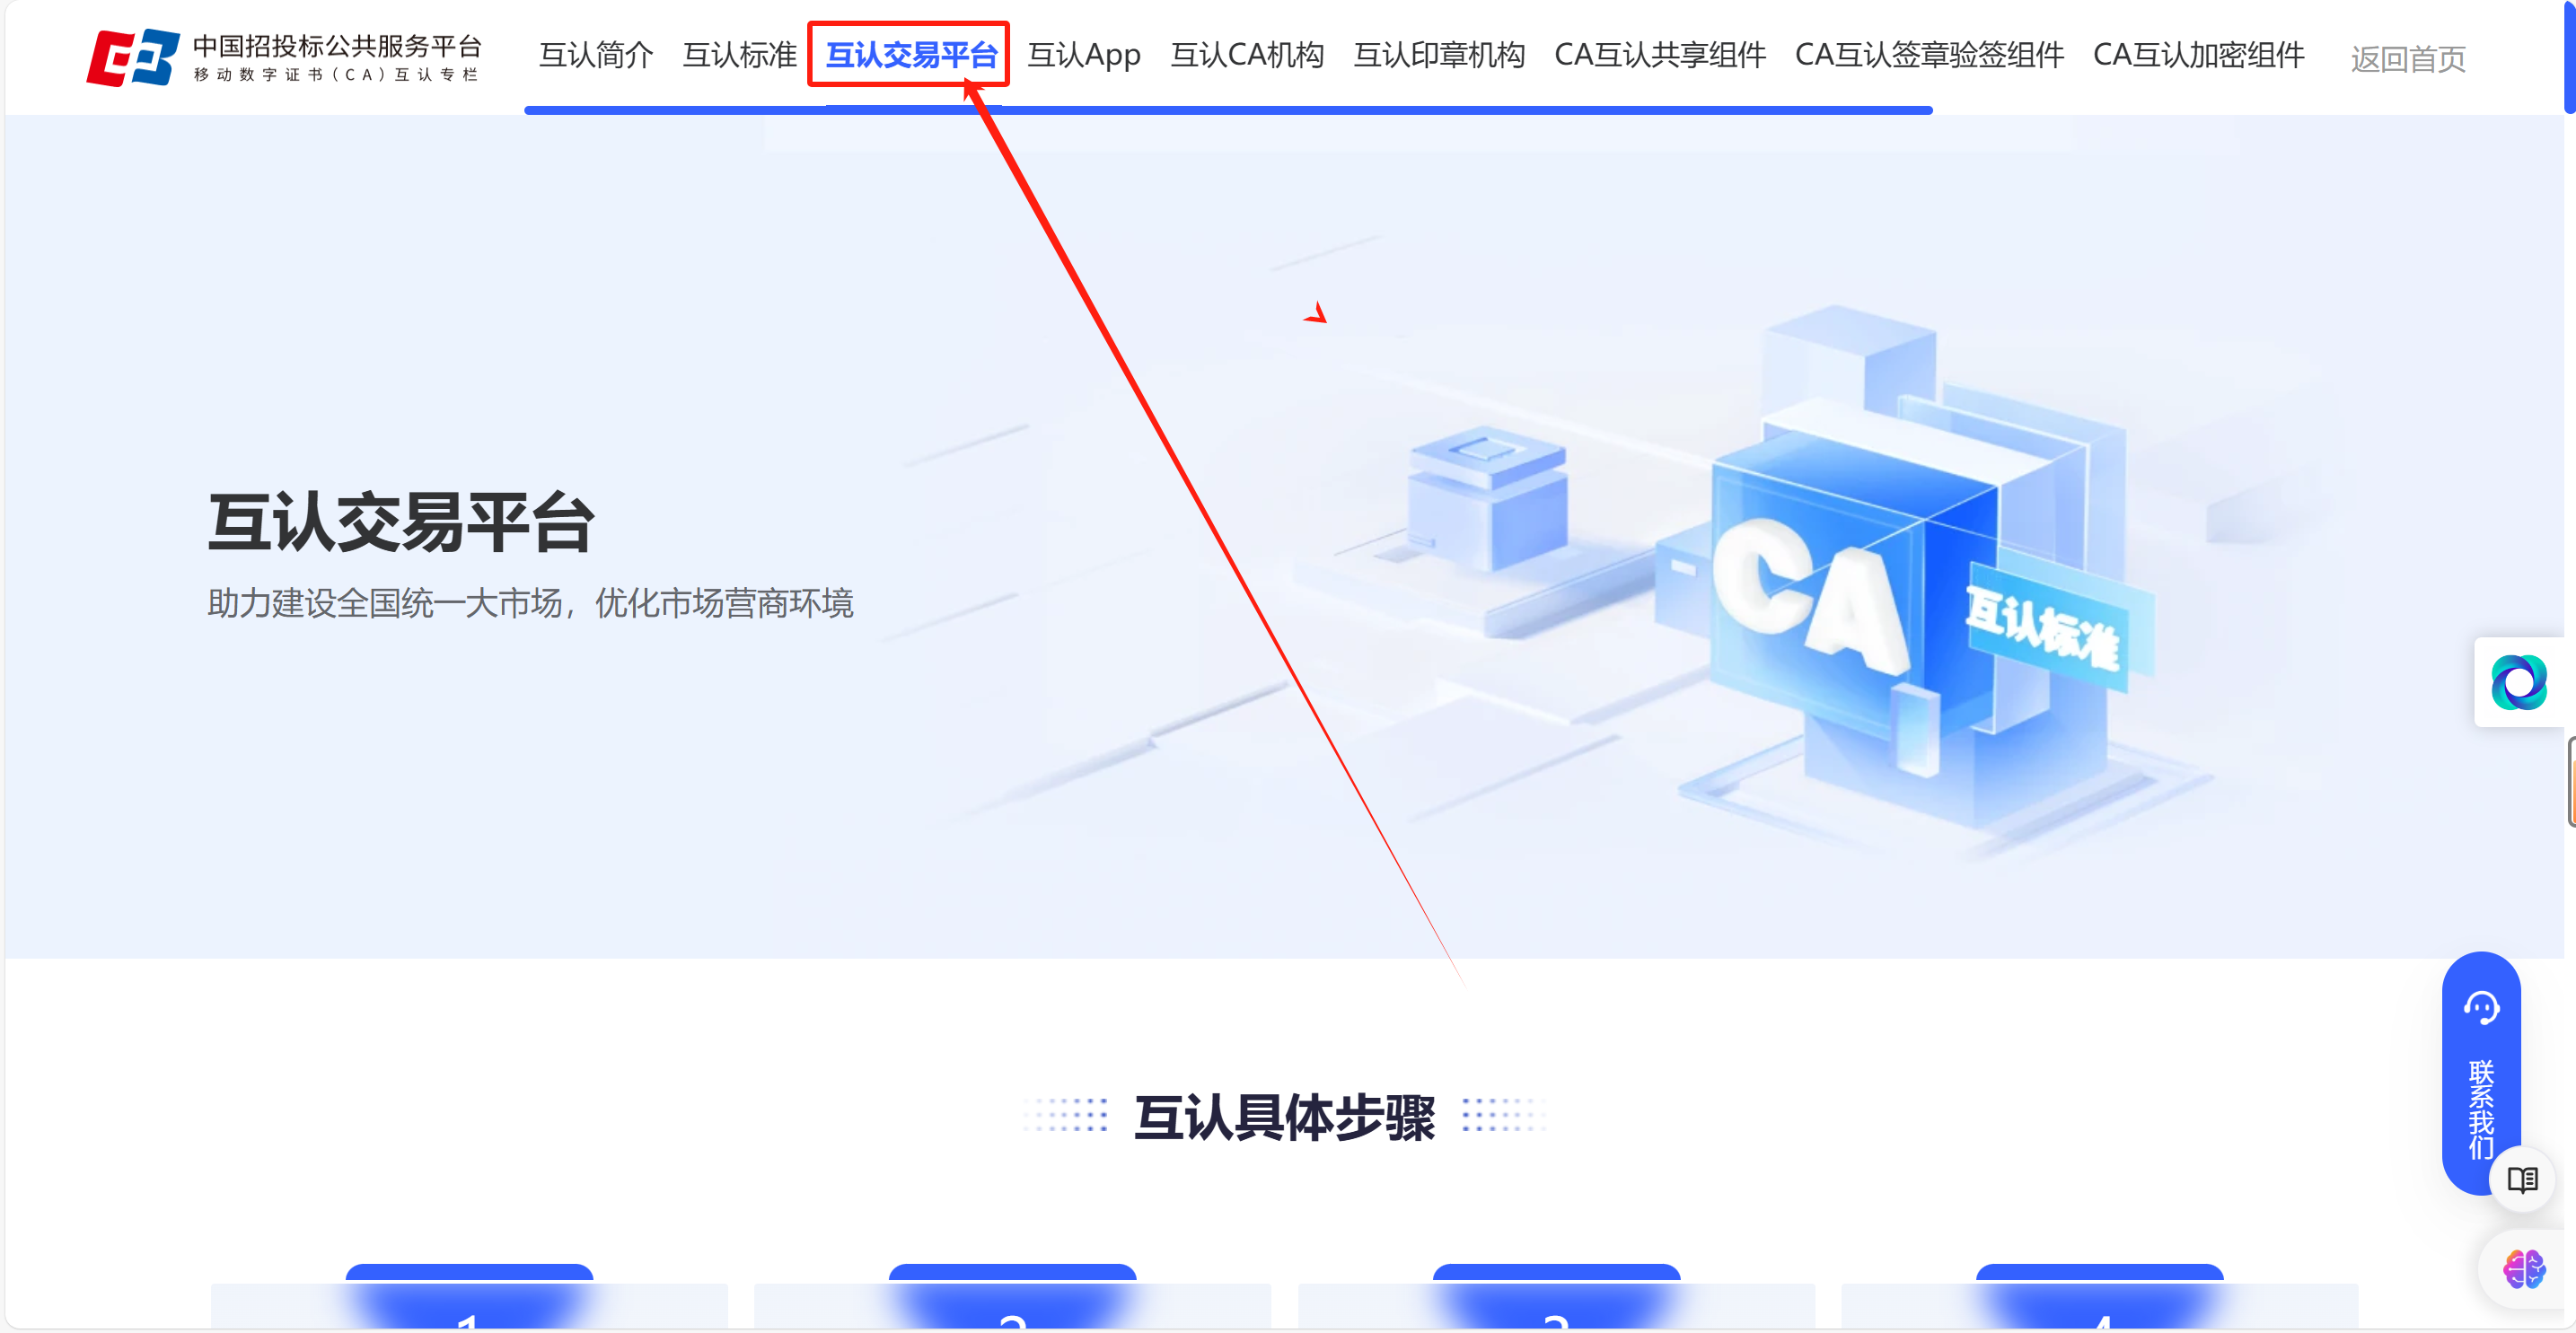 中国招投标公共服务平台
移动数字证书(CA)互认专栏
互认简介 互认标准 互认交易平台 互认App 互认CA机构 互认印章机构 CA互认共享组件 CA互认签章验签组件 CA互认加密组件 返回首页
互认交易平台
助力建设全国统一大市场，优化市场营商环境
CA
互认标准
联系我们
互认具体步骤
1 2 3 4